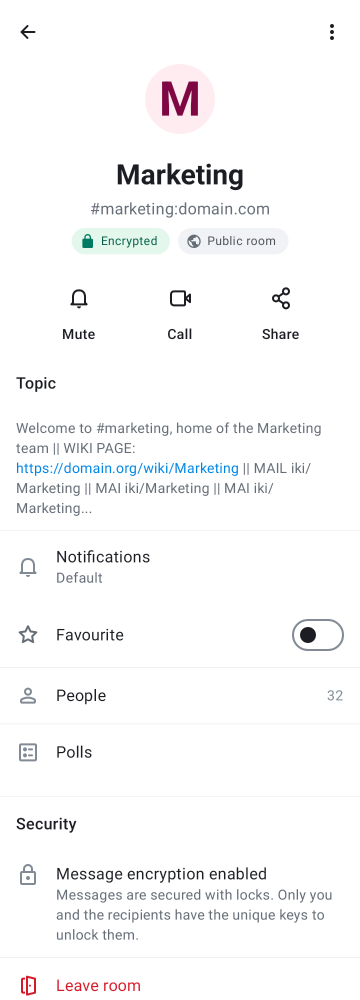 M
Marketing
#marketing:domain.com
Encrypted
Public room
Mute
Call
Share
Topic
Welcome to #marketing, home of the Marketing
team || WIKI PAGE:
https://domain.org/wiki/Marketing || MAIL iki/
Marketing || MAI iki/Marketing || MAI iki/
Marketing...
Notifications
Default
Favourite
People
32
Polls
Security
Message encryption enabled
Messages are secured with locks. Only you
and the recipients have the unique keys to
unlock them.
Leave room